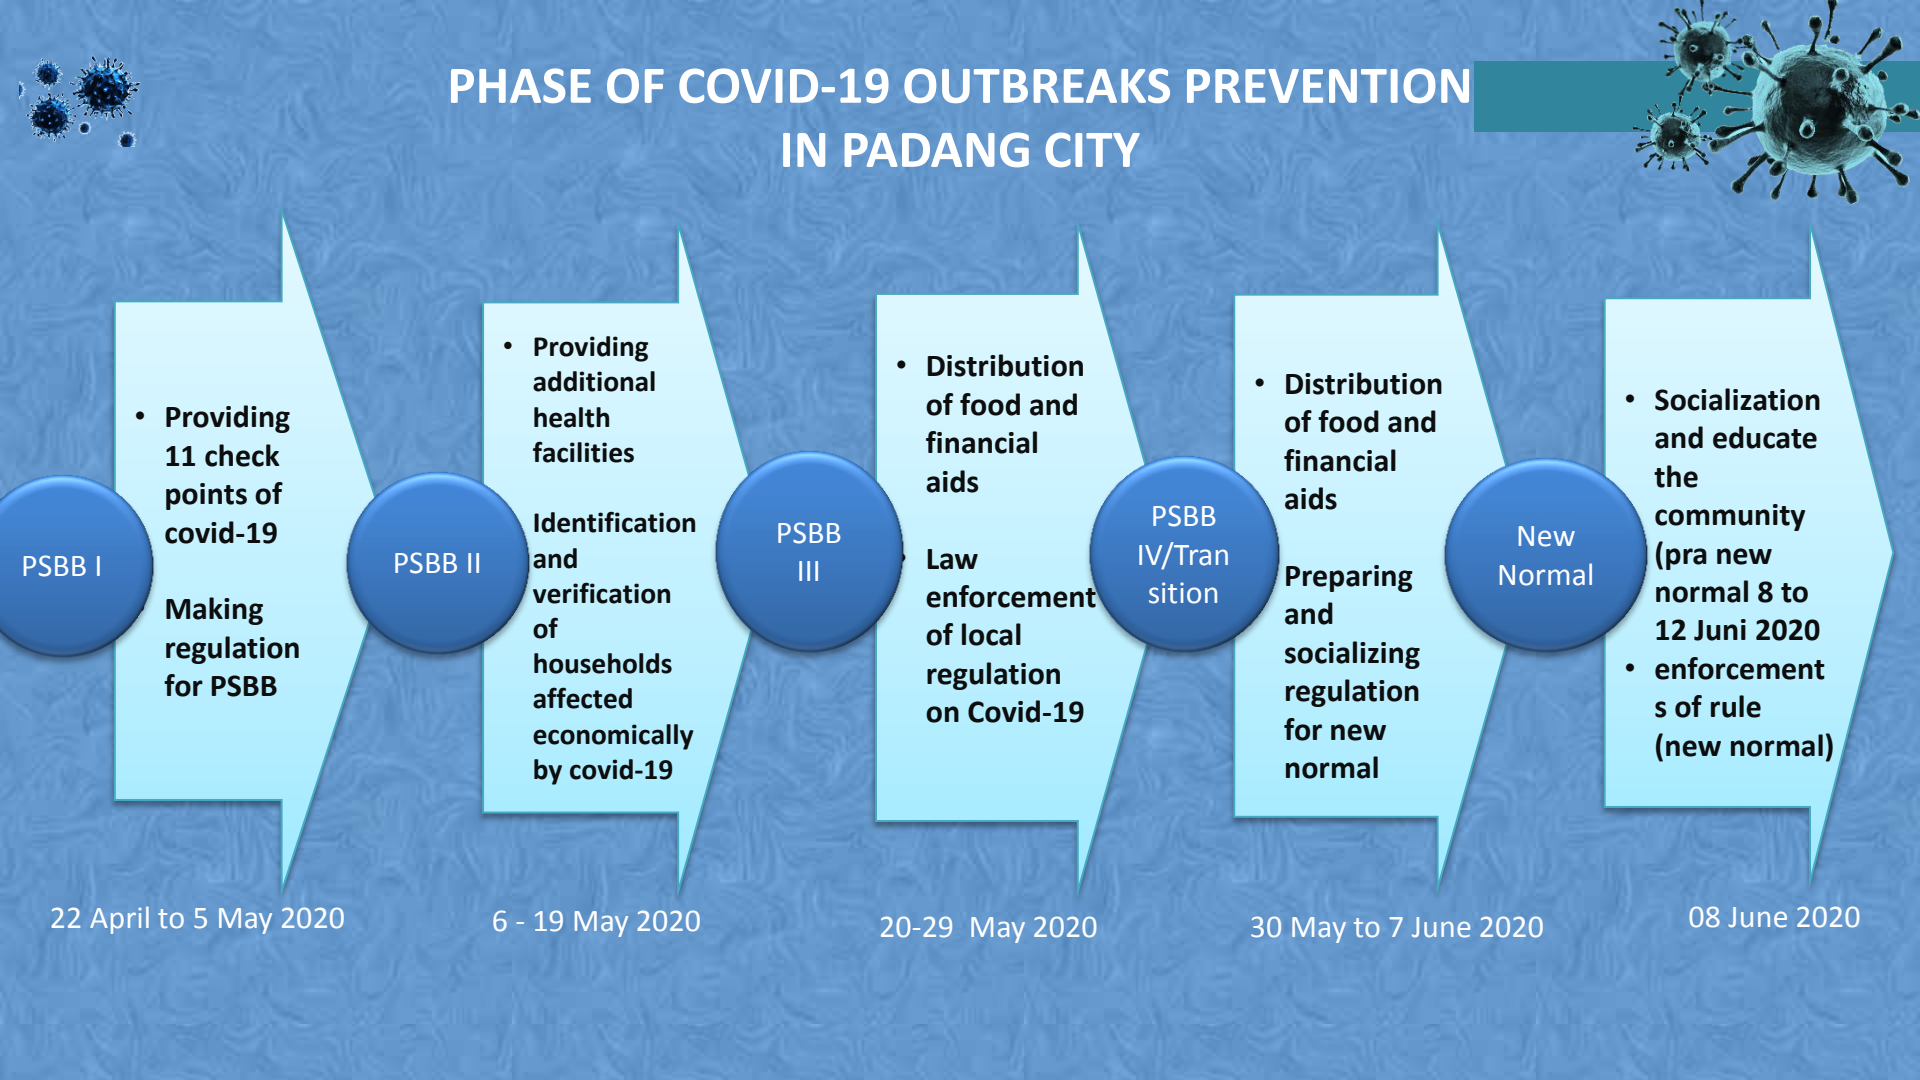 PHASE OF COVID-19 OUTBREAKS PREVENTION
IN PADANG CITY
PSBB I
• Providing
11 check
points of
covid-19
Making
regulation
for PSBB
22 April to 5 May 2020
PSBB II
• Providing
additional
health
facilities
Identification
and
verification
of
households
affected
economically
by covid-19
6 - 19 May 2020
PSBB
III
• Distribution
of food and
financial
aids
• Law
enforcement
of local
regulation
on Covid-19
20-29 May 2020
PSBB
IV/Tran
sition
• Distribution
of food and
financial
aids
Preparing
and
socializing
regulation
for new
normal
30 May to 7 June 2020
New
Normal
• Socialization
and educate
the
community
(pra new
normal 8 to
12 Juni 2020
• enforcement
s of rule
(new normal)
08 June 2020